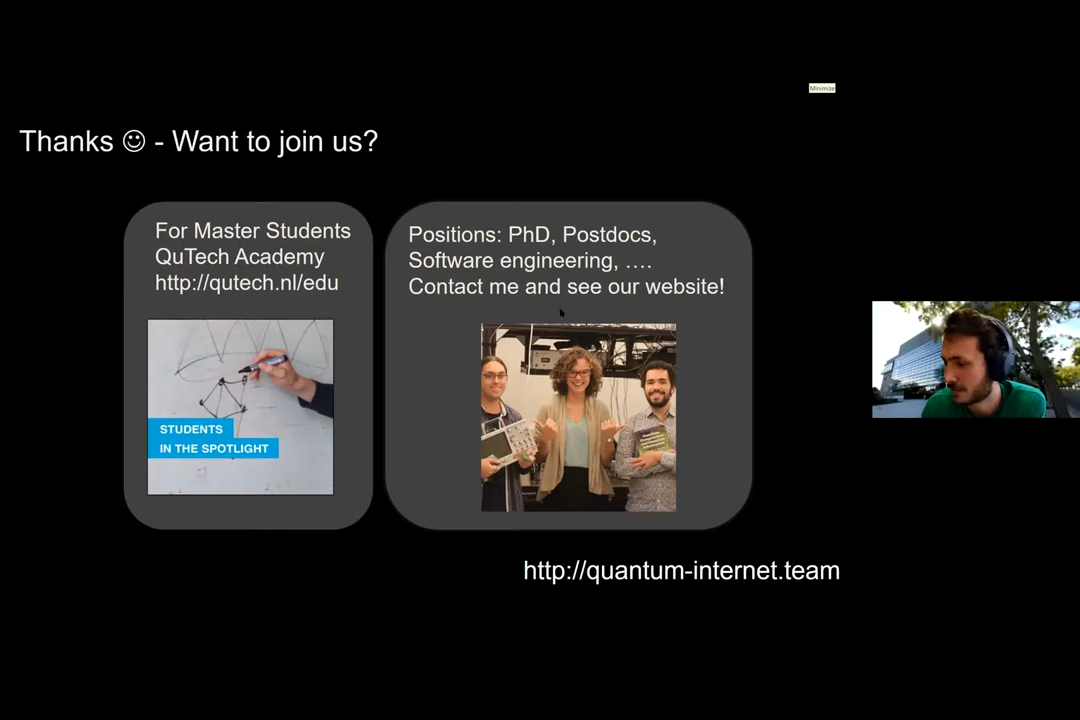 Minimize
Thanks ☺ - Want to join us?
For Master Students
QuTech Academy
http://qutech.nl/edu
STUDENTS
IN THE SPOTLIGHT
Positions: PhD, Postdocs,
Software engineering, ….
Contact me and see our website!
http://quantum-internet.team